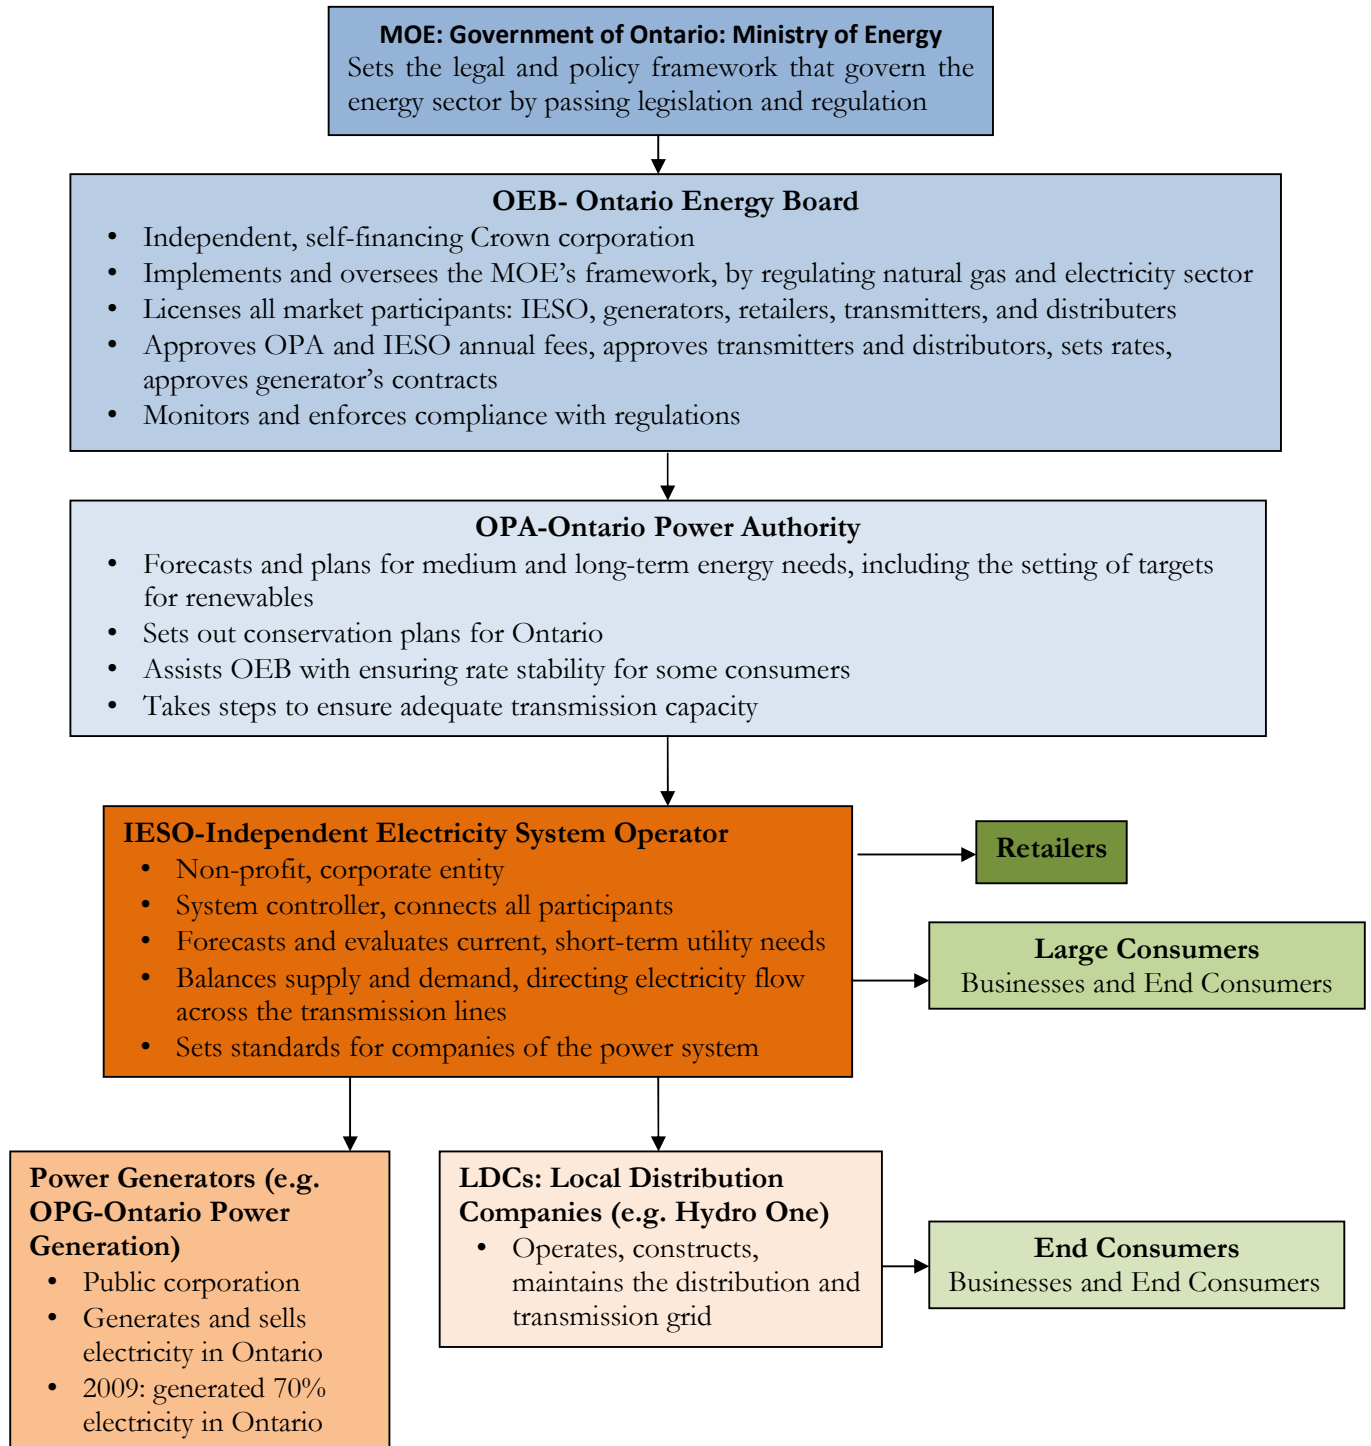 MOE: Government of Ontario: Ministry of Energy
Sets the legal and policy framework that govern the
energy sector by passing legislation and regulation
OEB- Ontario Energy Board
• Independent, self-financing Crown corporation
• Implements and oversees the MOE’s framework, by regulating natural gas and electricity sector
• Licenses all market participants: IESO, generators, retailers, transmitters, and distributers
• Approves OPA and IESO annual fees, approves transmitters and distributors, sets rates,
approves generator’s contracts
• Monitors and enforces compliance with regulations
OPA-Ontario Power Authority
• Forecasts and plans for medium and long-term energy needs, including the setting of targets
for renewables
• Sets out conservation plans for Ontario
• Assists OEB with ensuring rate stability for some consumers
• Takes steps to ensure adequate transmission capacity
IESO-Independent Electricity System Operator
• Non-profit, corporate entity
• System controller, connects all participants
• Forecasts and evaluates current, short-term utility needs
• Balances supply and demand, directing electricity flow
across the transmission lines
• Sets standards for companies of the power system
Retailers
Large Consumers
Businesses and End Consumers
Power Generators (e.g.
OPG-Ontario Power
Generation)
• Public corporation
• Generates and sells
electricity in Ontario
• 2009: generated 70%
electricity in Ontario
LDCs: Local Distribution
Companies (e.g. Hydro One)
• Operates, constructs,
maintains the distribution and
transmission grid
End Consumers
Businesses and End Consumers